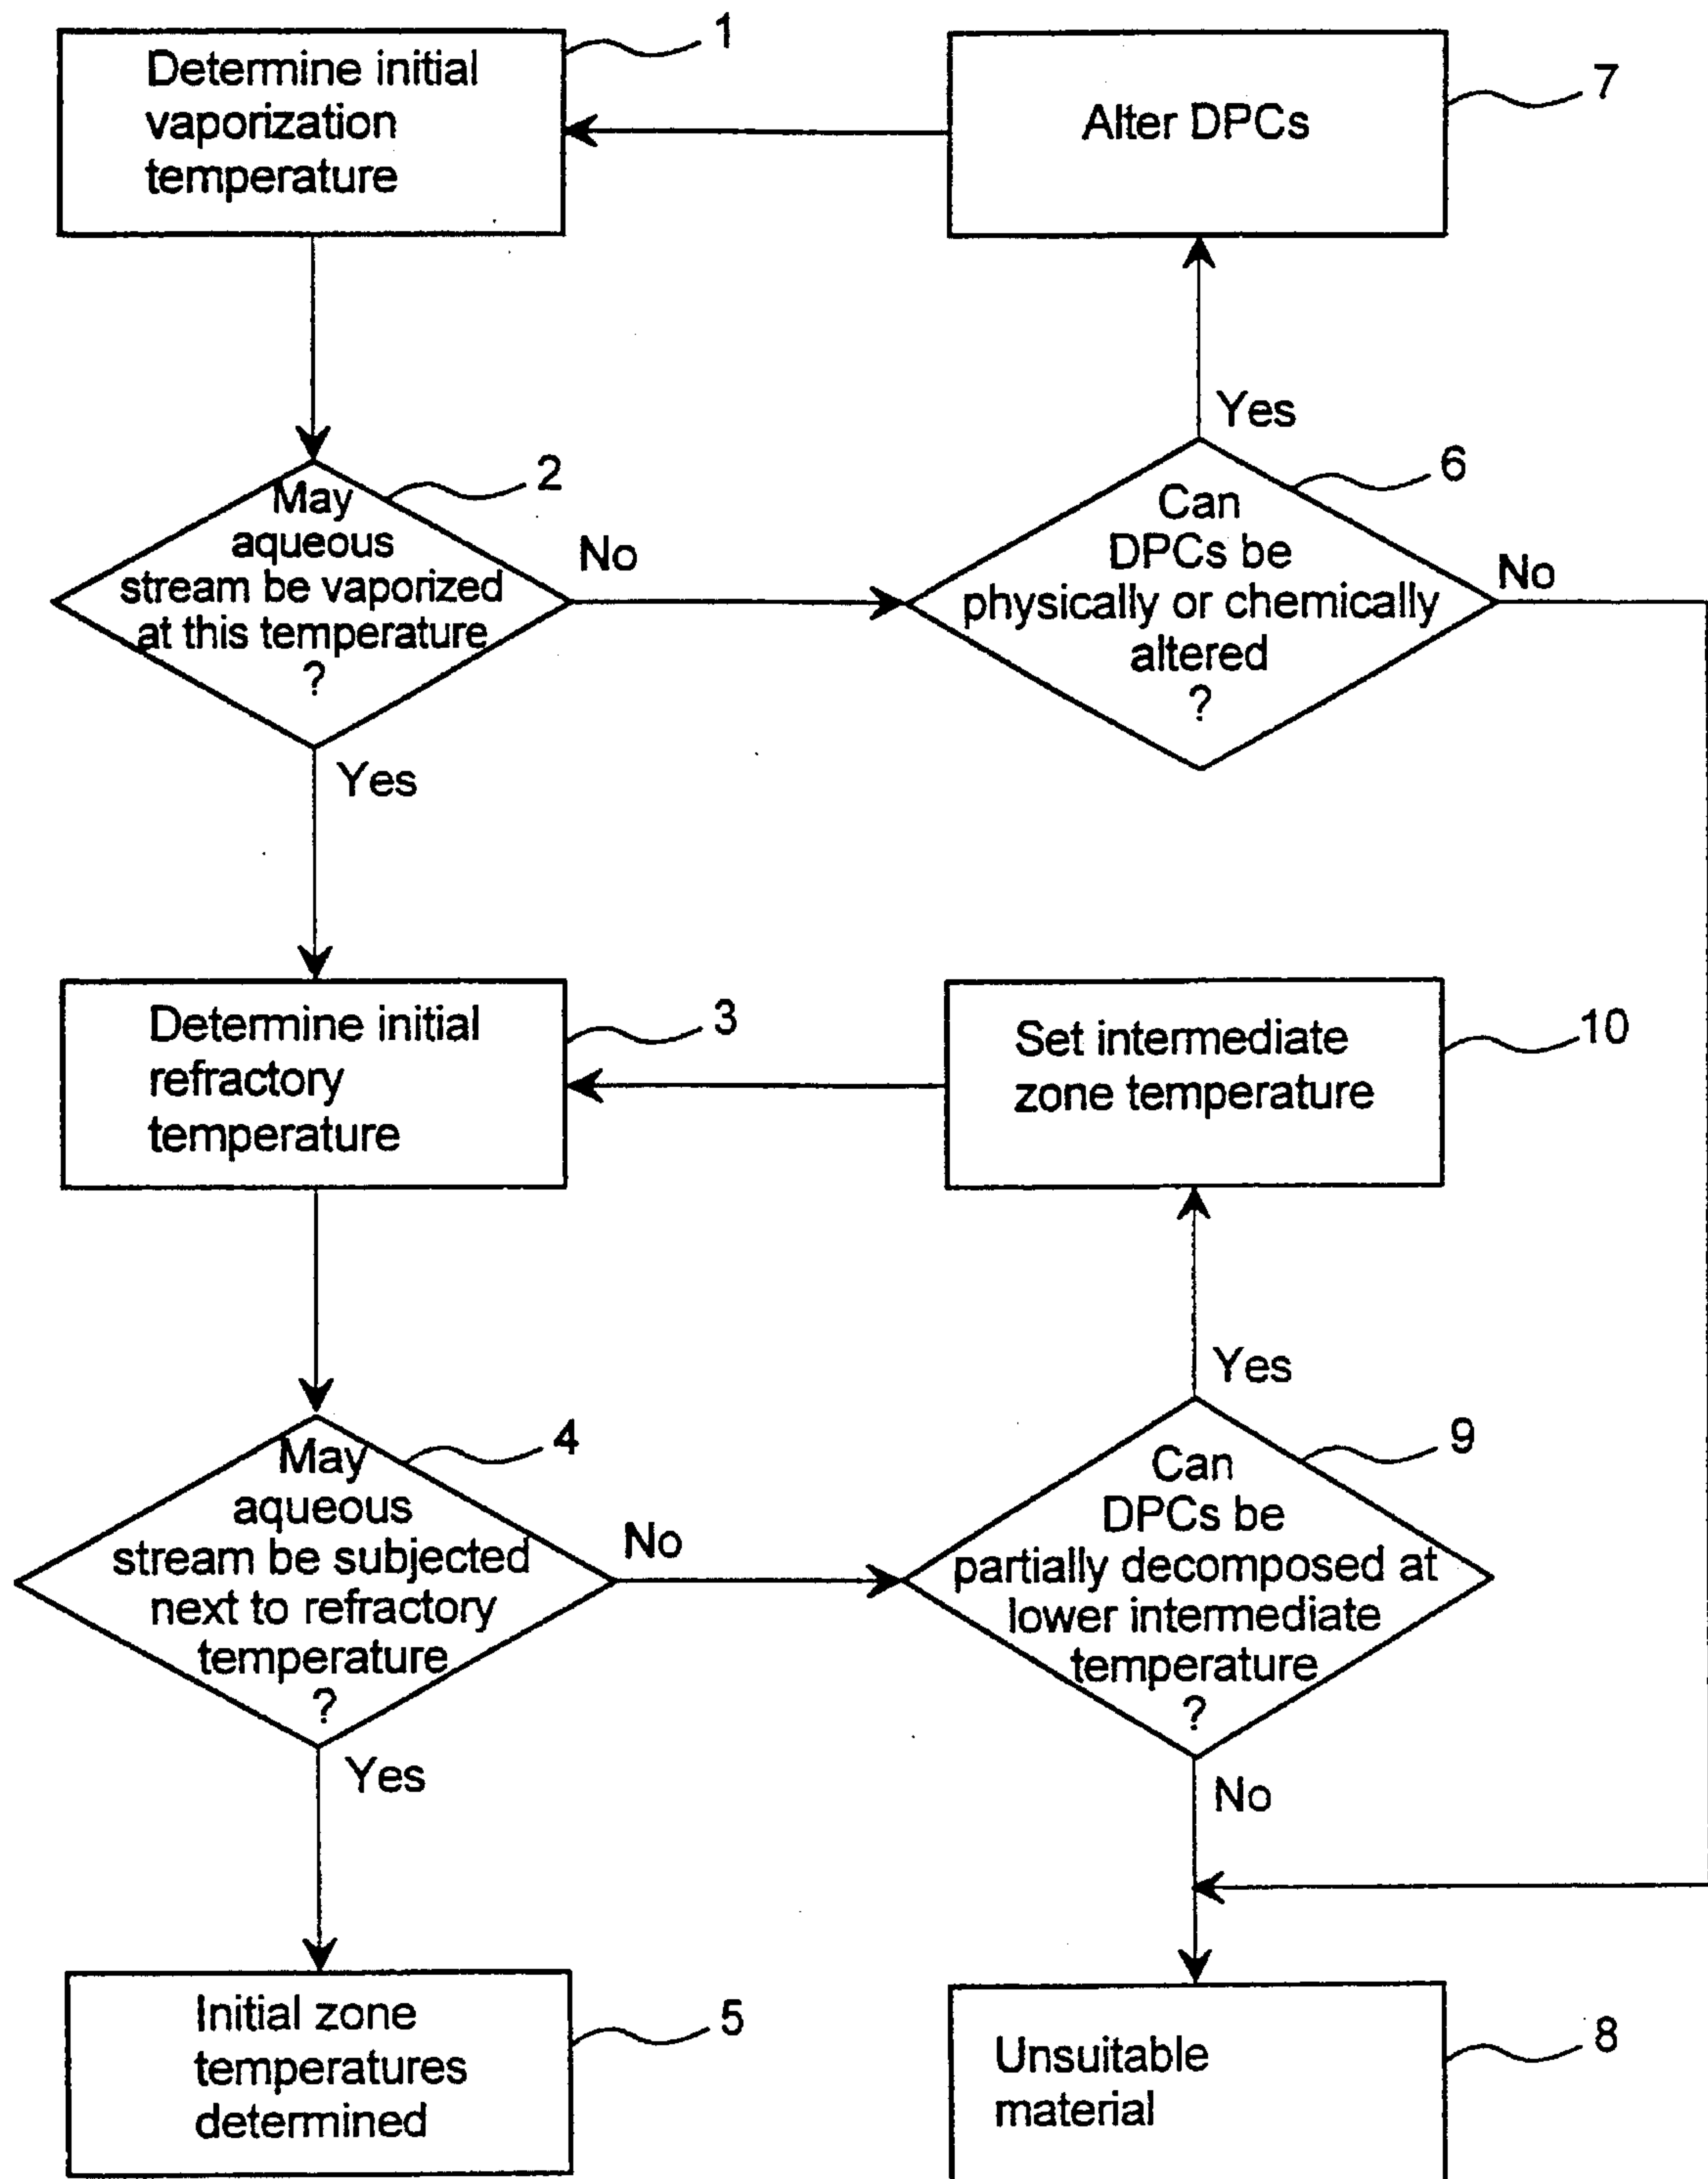 1
Determine initial
vaporization
temperature
7
Alter DPCs
Yes
2
May
aqueous
stream be vaporized
at this temperature
?
No
6
Can
DPCs be
physically or chemically
altered
?
No
Yes
3
Determine initial
refractory
temperature
10
Set intermediate
zone temperature
Yes
4
May
aqueous
stream be subjected
next to refractory
temperature
?
No
9
Can
DPCs be
partially decomposed at
lower intermediate
temperature
?
Yes
No
5
Initial zone
temperatures
determined
8
Unsuitable
material